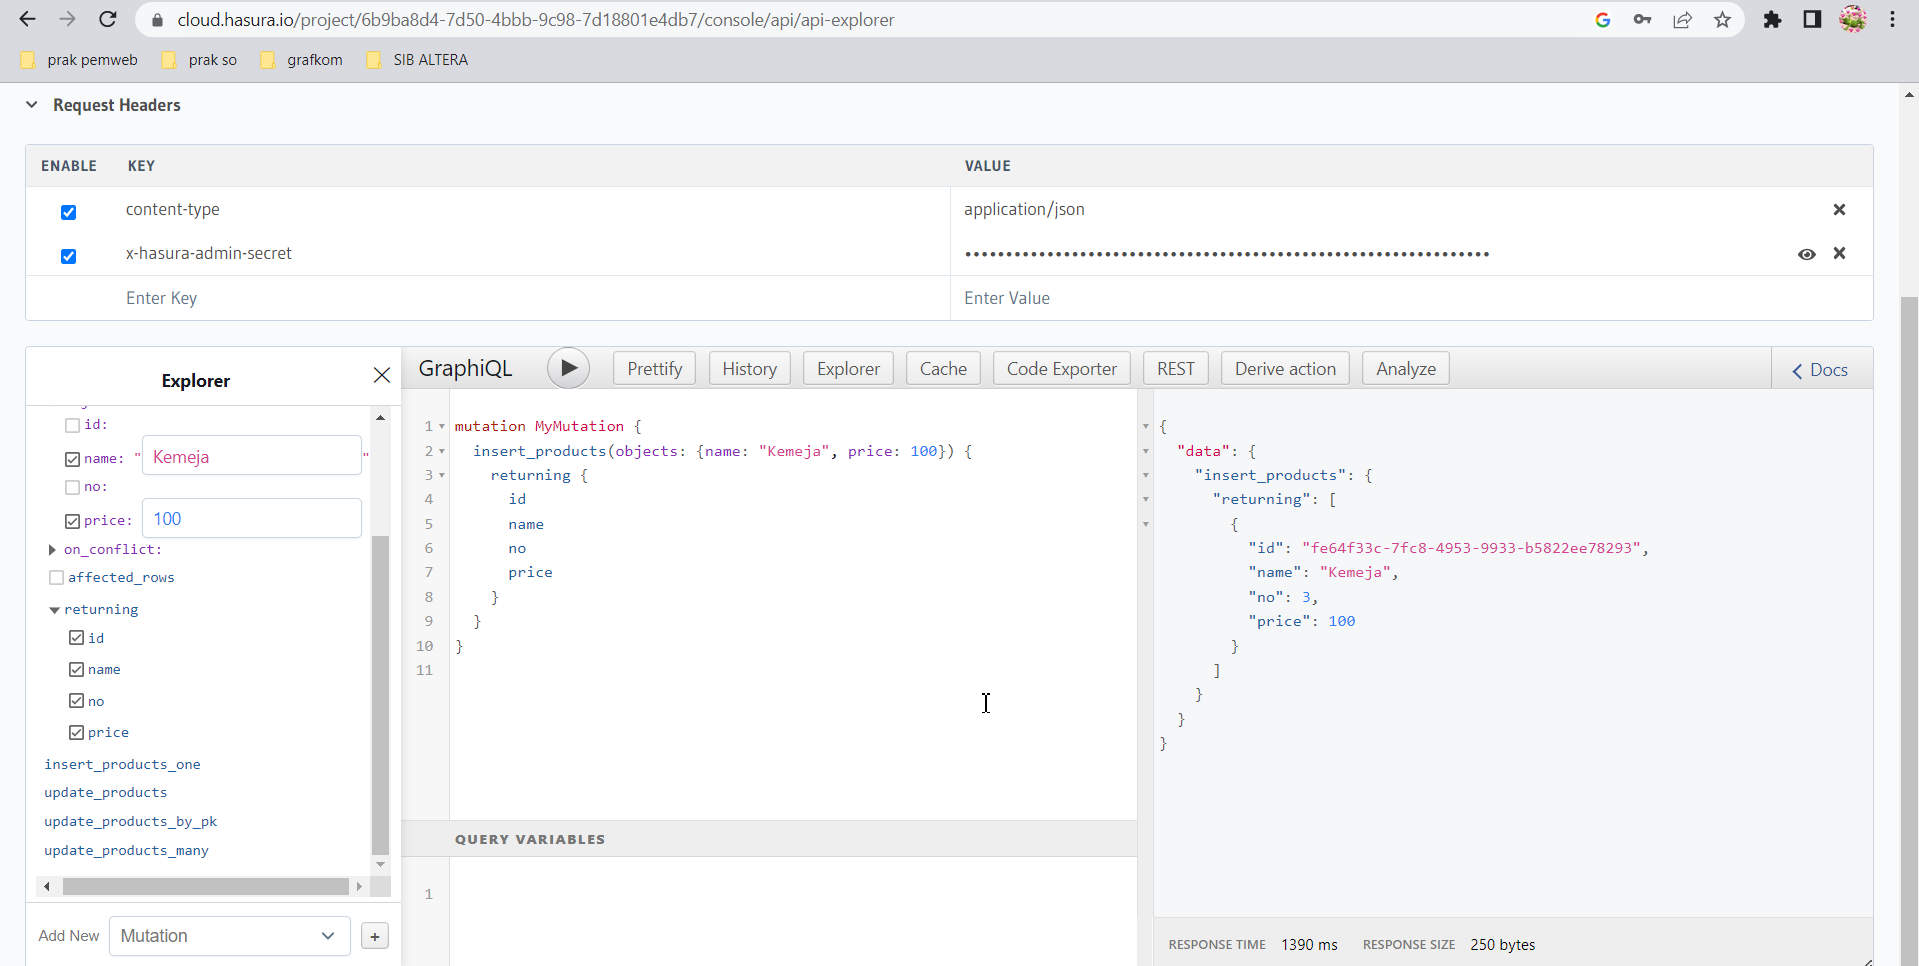 cloud.hasura.io/project/6b9ba8d4-7d50-4bbb-9c98-7d18801e4db7/console/api/api-explorer
prak pemweb prak so grafkom SIB ALTERA
Request Headers
ENABLE KEY VALUE
content-type application/json
x-hasura-admin-secret ••••••••••••••••••••••••••••••••••••••••••••••••••••••••••••••••
Enter Key Enter Value
Explorer
id:
name: "Kemeja"
no:
price: 100
on_conflict:
affected_rows
returning
id
name
no
price
insert_products_one
update_products
update_products_by_pk
update_products_many
Add New Mutation +
GraphiQL Prettify History Explorer Cache Code Exporter REST Derive action Analyze Docs
1 mutation MyMutation {
2 insert_products(objects: {name: "Kemeja", price: 100}) {
3 returning {
4 id
5 name
6 no
7 price
8 }
9 }
10 }
11
QUERY VARIABLES
1
{
"data": {
"insert_products": {
"returning": [
{
"id": "fe64f33c-7fc8-4953-9933-b5822ee78293",
"name": "Kemeja",
"no": 3,
"price": 100
}
]
}
}
}
RESPONSE TIME 1390 ms RESPONSE SIZE 250 bytes